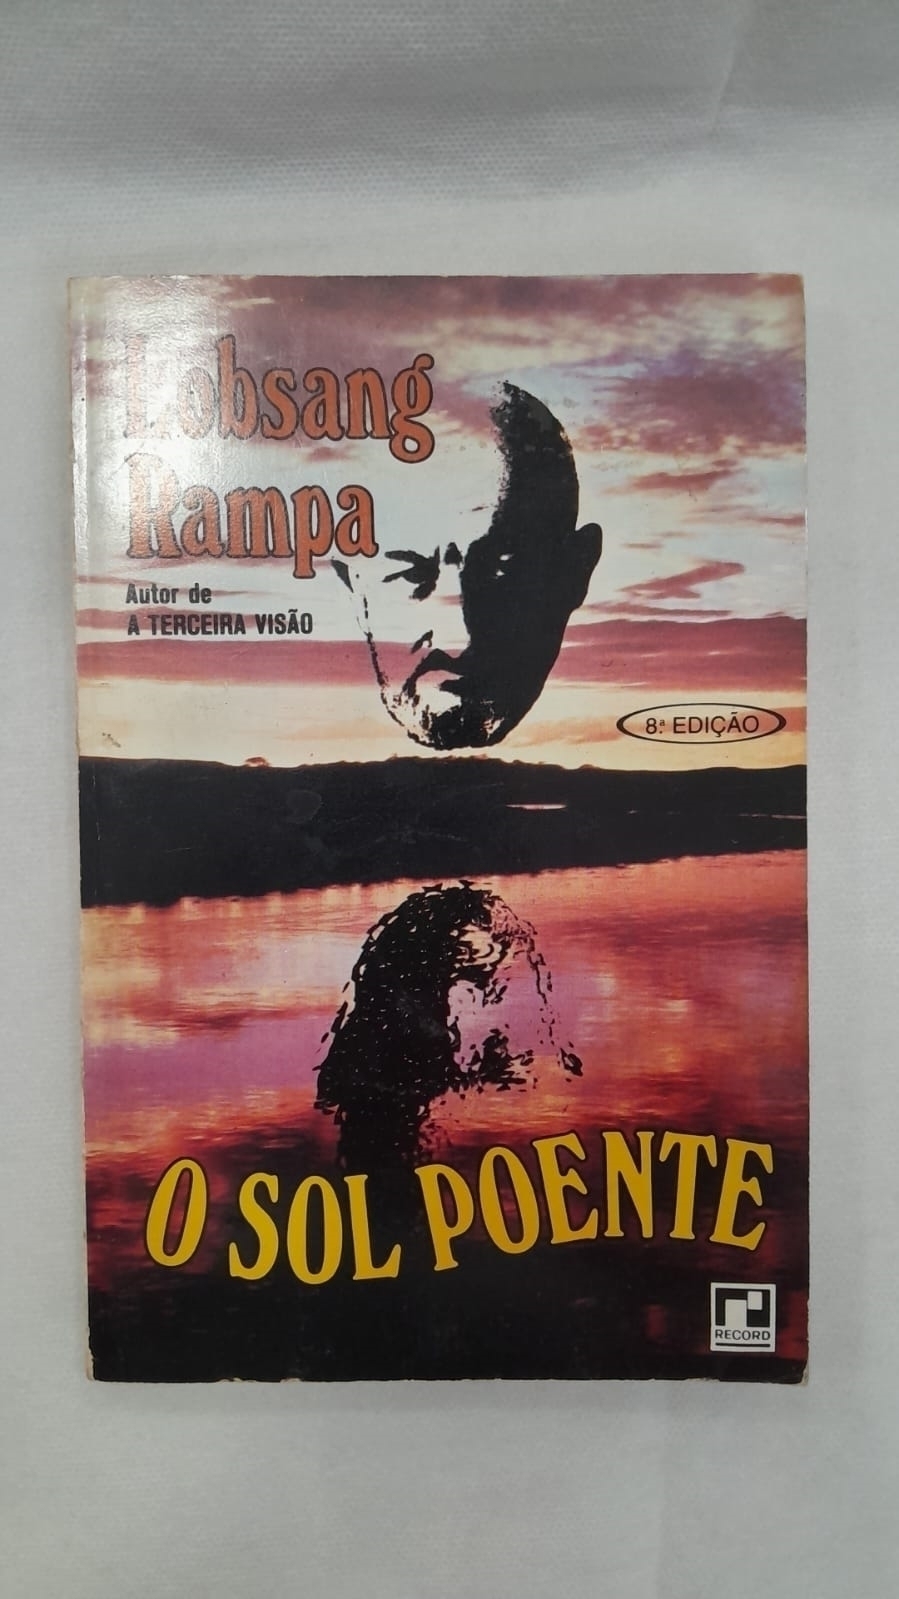 Lobsang
Rampa
Autor de
A TERCEIRA VISÃO
8ª EDIÇÃO
O SOL POENTE
RECORD